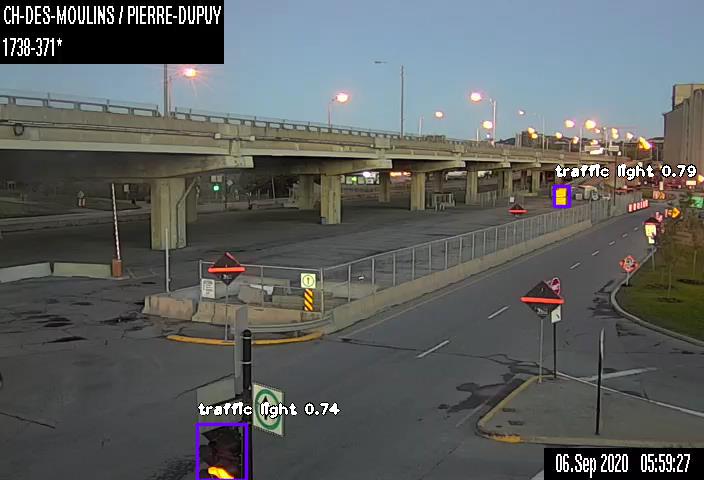 CH-DES-MOULINS / PIERRE-DUPUY
1738-371*
traffic light 0.79
traffic light 0.74
06.Sep 2020 05:59:27